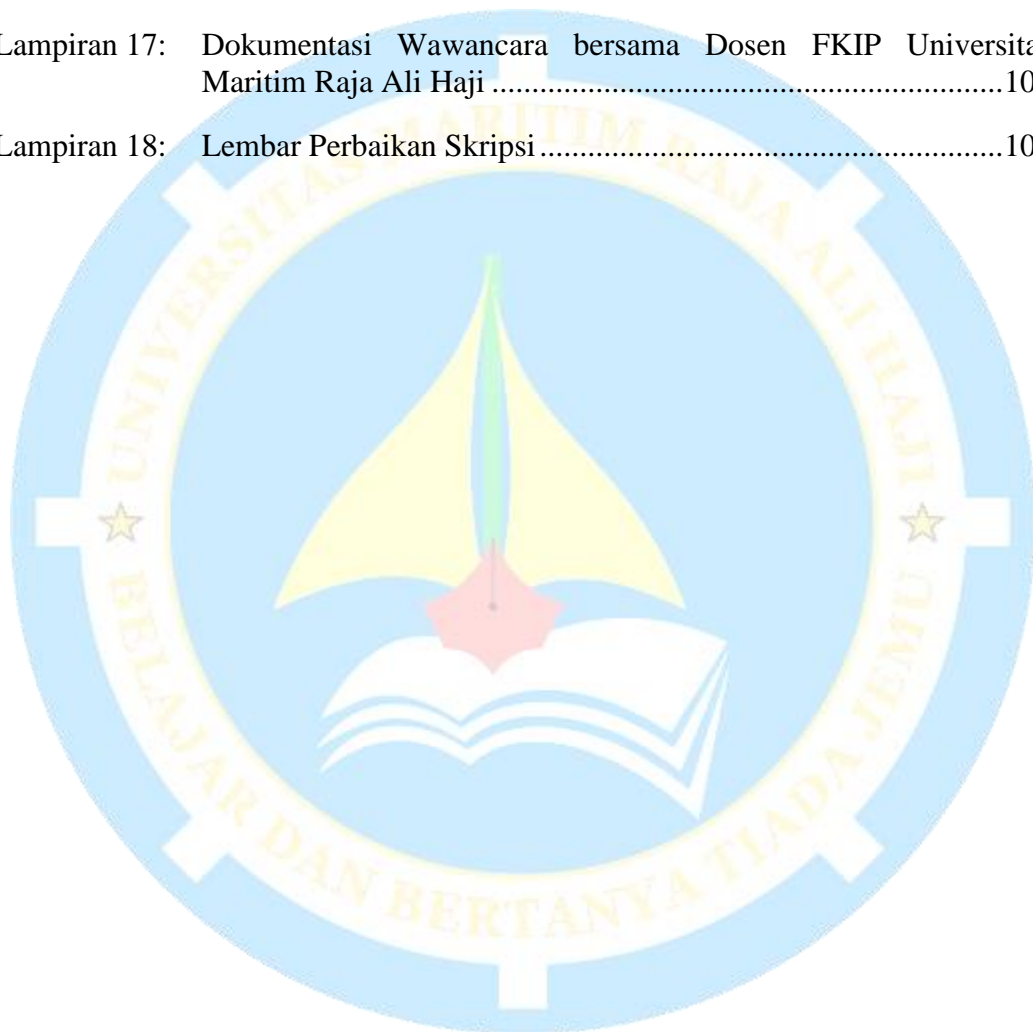 Lampiran 17: Dokumentasi Wawancara bersama Dosen FKIP Universita
Maritim Raja Ali Haji ............................................................10
Lampiran 18: Lembar Perbaikan Skripsi ......................................................10
UNIVERSITAS MARITIM RAJA ALI HAJI
BELAJAR DAN BERTANYA TIADA JEMU